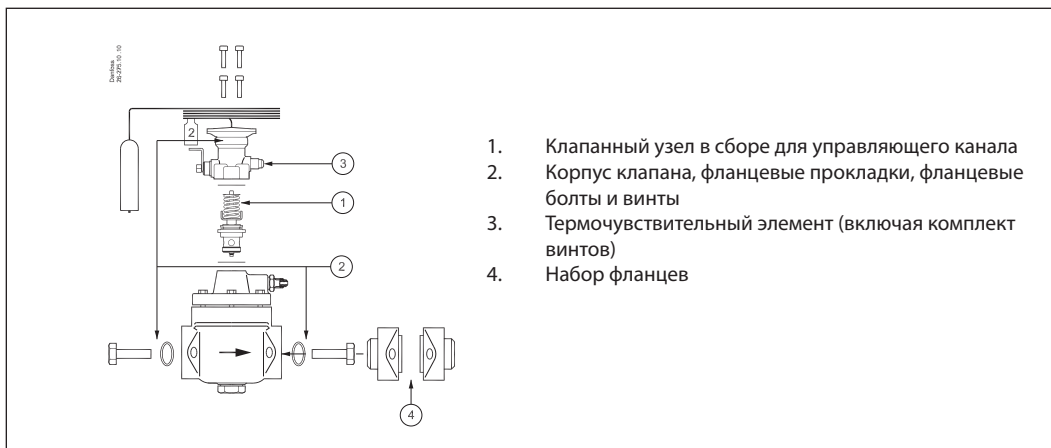 Danfoss
26-275.10 .10
2
3
1
2
4
1. Клапанный узел в сборе для управляющего канала
2. Корпус клапана, фланцевые прокладки, фланцевые
болты и винты
3. Термочувствительный элемент (включая комплект
винтов)
4. Набор фланцев